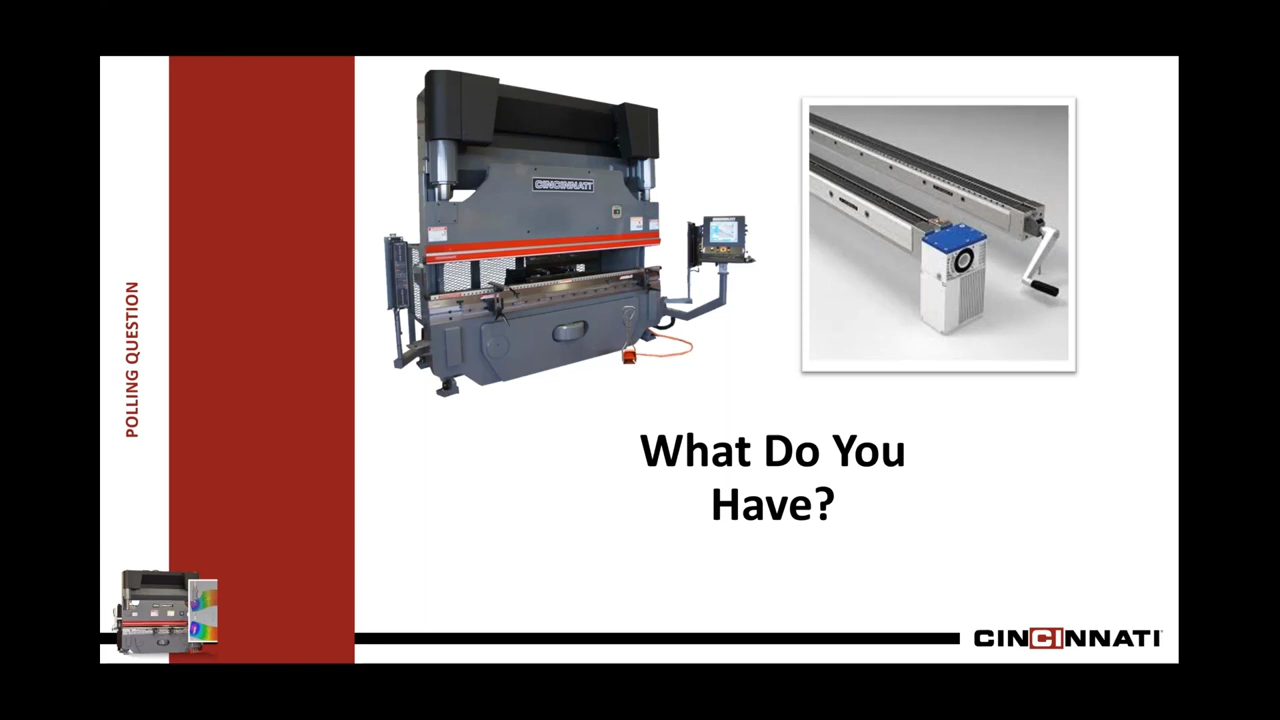 POLLING QUESTION
CINCINNATI
What Do You
Have?
CINCINNATI